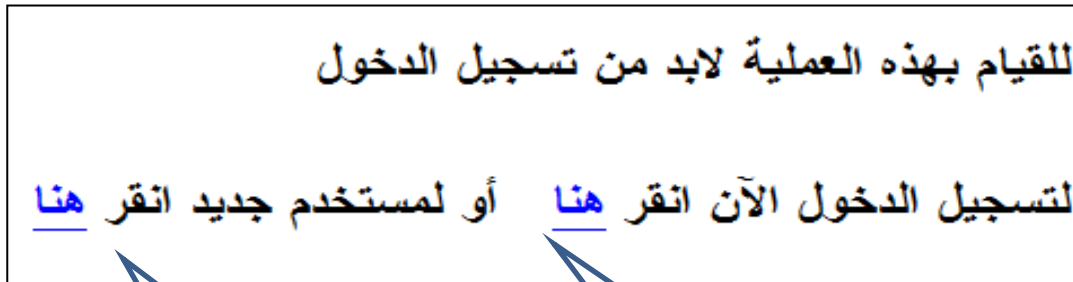 للقيام بهذه العملية لابد من تسجيل الدخول
لتسجيل الدخول الآن انقر هنا أو لمستخدم جديد انقر هنا